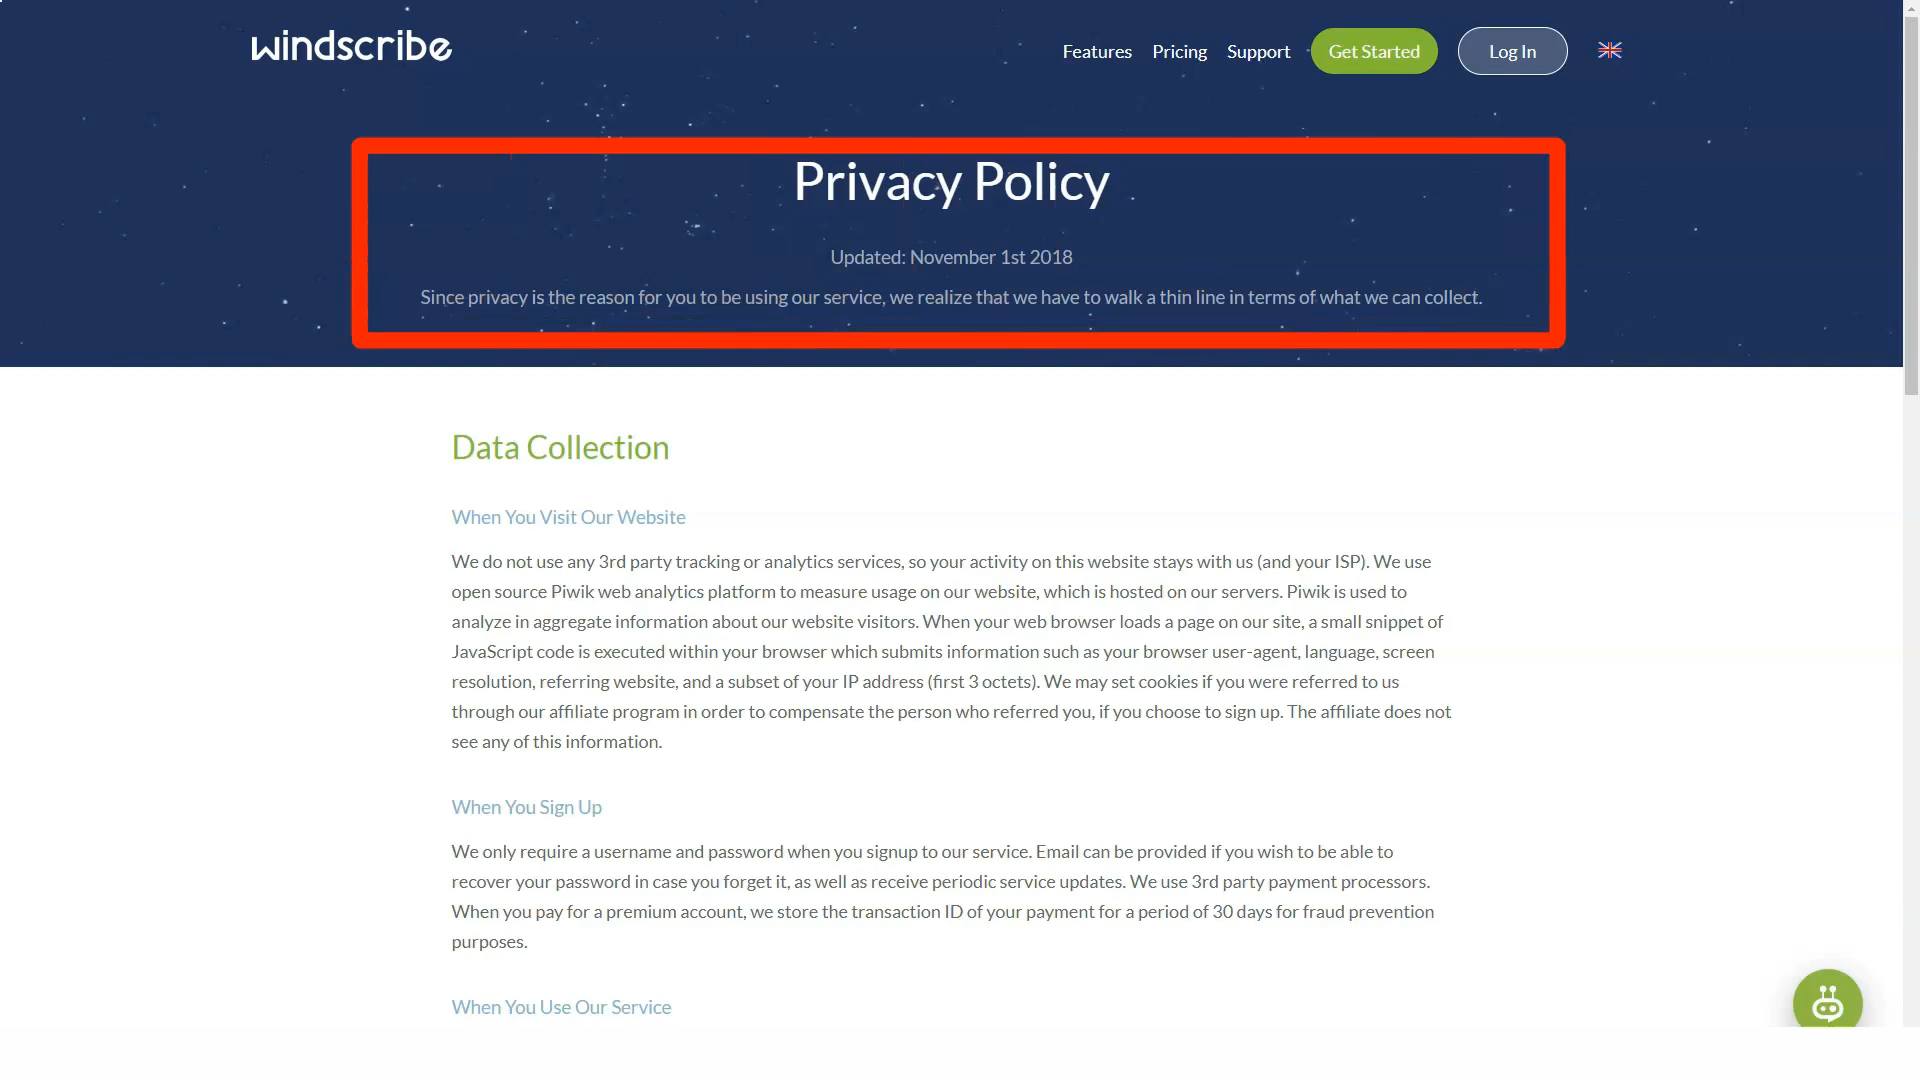 windscribe
Features Pricing Support Get Started Log In
Privacy Policy
Updated: November 1st 2018
Since privacy is the reason for you to be using our service, we realize that we have to walk a thin line in terms of what we can collect.
Data Collection
When You Visit Our Website
We do not use any 3rd party tracking or analytics services, so your activity on this website stays with us (and your ISP). We use
open source Piwik web analytics platform to measure usage on our website, which is hosted on our servers. Piwik is used to
analyze in aggregate information about our website visitors. When your web browser loads a page on our site, a small snippet of
JavaScript code is executed within your browser which submits information such as your browser user-agent, language, screen
resolution, referring website, and a subset of your IP address (first 3 octets). We may set cookies if you were referred to us
through our affiliate program in order to compensate the person who referred you, if you choose to sign up. The affiliate does not
see any of this information.
When You Sign Up
We only require a username and password when you signup to our service. Email can be provided if you wish to be able to
recover your password in case you forget it, as well as receive periodic service updates. We use 3rd party payment processors.
When you pay for a premium account, we store the transaction ID of your payment for a period of 30 days for fraud prevention
purposes.
When You Use Our Service